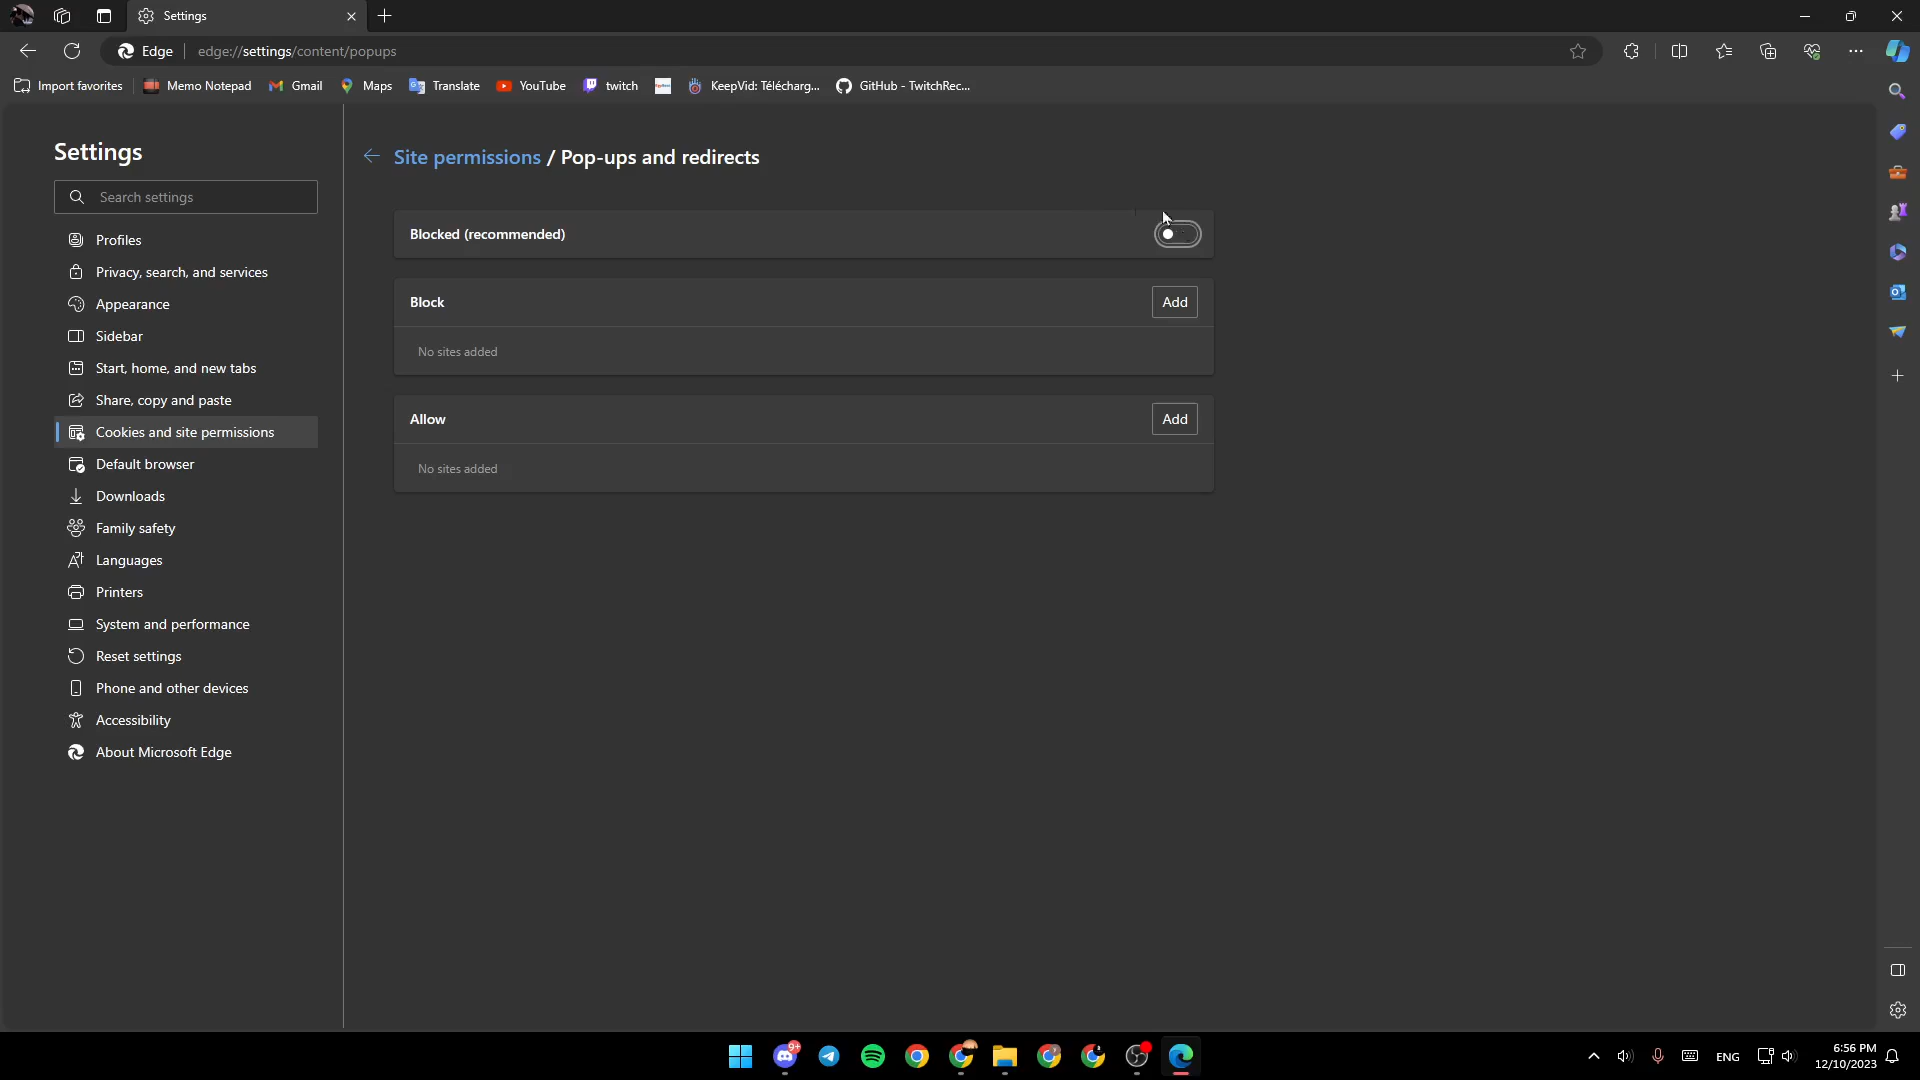 Settings
Edge
edge://settings/content/popups
Import favorites
Memo Notepad
Gmail
Maps
Translate
YouTube
twitch
KeepVid: Télécharg...
GitHub - TwitchRec...
Settings
Search settings
Profiles
Privacy, search, and services
Appearance
Sidebar
Start, home, and new tabs
Share, copy and paste
Cookies and site permissions
Default browser
Downloads
Family safety
Languages
Printers
System and performance
Reset settings
Phone and other devices
Accessibility
About Microsoft Edge
Site permissions / Pop-ups and redirects
Blocked (recommended)
Block
Add
No sites added
Allow
Add
No sites added
9+
ENG
6:56 PM
12/10/2023